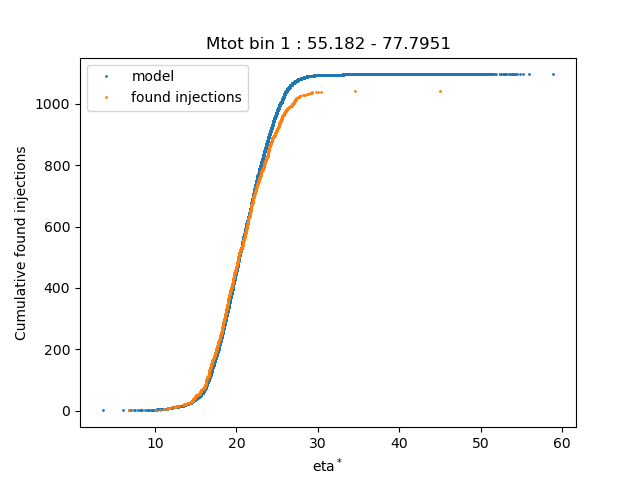 Mtot bin 1 : 55.182 - 77.7951
model
found injections
Cumulative found injections
1000
800
600
400
200
0
10 20 30 40 50 60
eta*